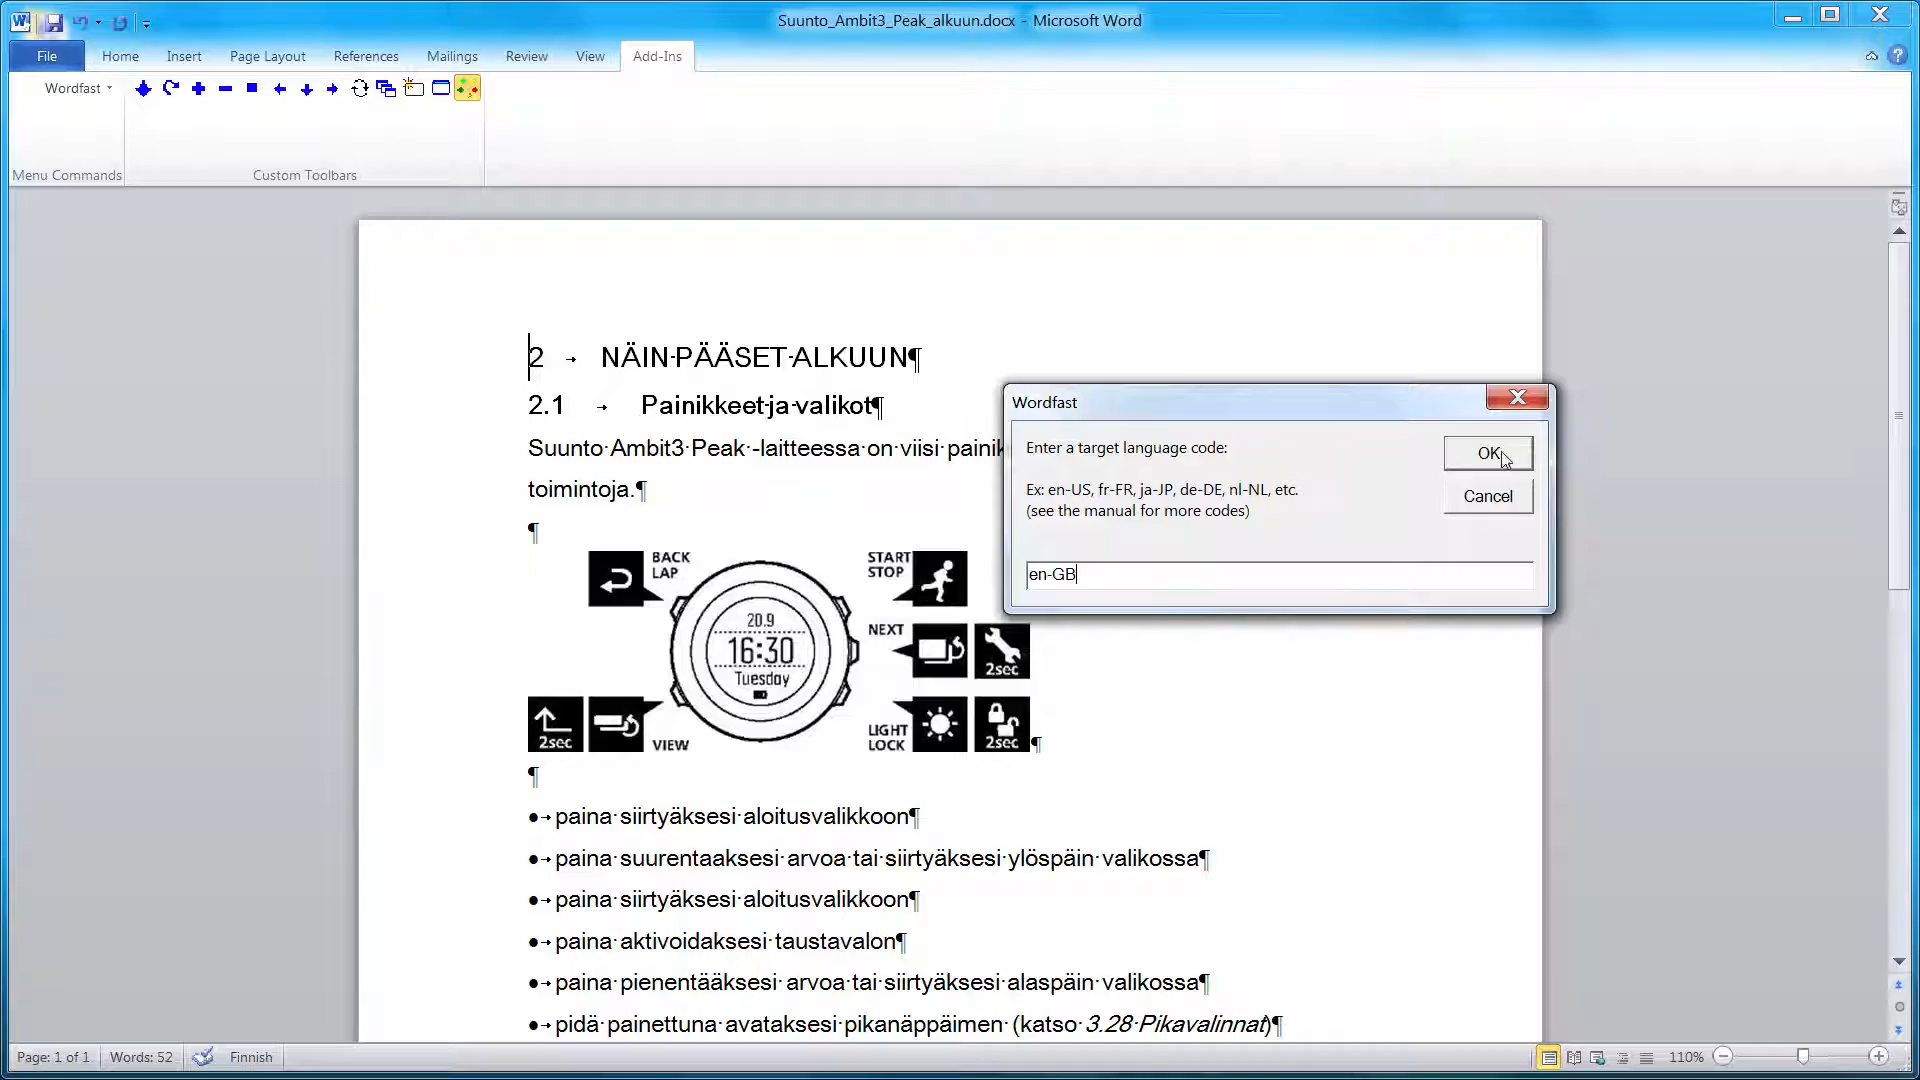 Suunto_Ambit3_Peak_alkuun.docx - Microsoft Word
File Home Insert Page Layout References Mailings Review View Add-Ins
Wordfast
Menu Commands Custom Toolbars
2 → NÄIN·PÄÄSET·ALKUUN¶
2.1 → Painikkeet·ja·valikot¶
Suunto·Ambit3·Peak·-laitteessa·on·viisi
toimintoja.¶
¶
BACK
LAP
START
STOP
20.9
16:30
Tuesday
NEXT
2sec
2sec
VIEW
LIGHT
LOCK
2sec
¶
¶
●→paina·siirtyäksesi·aloitusvalikkoon¶
●→paina·suurentaaksesi·arvoa·tai·siirtyäksesi·ylöspäin·valikossa¶
●→paina·siirtyäksesi·aloitusvalikkoon¶
●→paina·aktivoidaksesi·taustavalon¶
●→paina·pienentääksesi·arvoa·tai·siirtyäksesi·alaspäin·valikossa¶
●→pidä·painettuna·avataksesi·pikanäppäimen·(katso·3.28·Pikavalinnat)¶
Wordfast
Enter a target language code:
Ex: en-US, fr-FR, ja-JP, de-DE, nl-NL, etc.
(see the manual for more codes)
en-GB
OK
Cancel
Page: 1 of 1 Words: 52 Finnish 110%